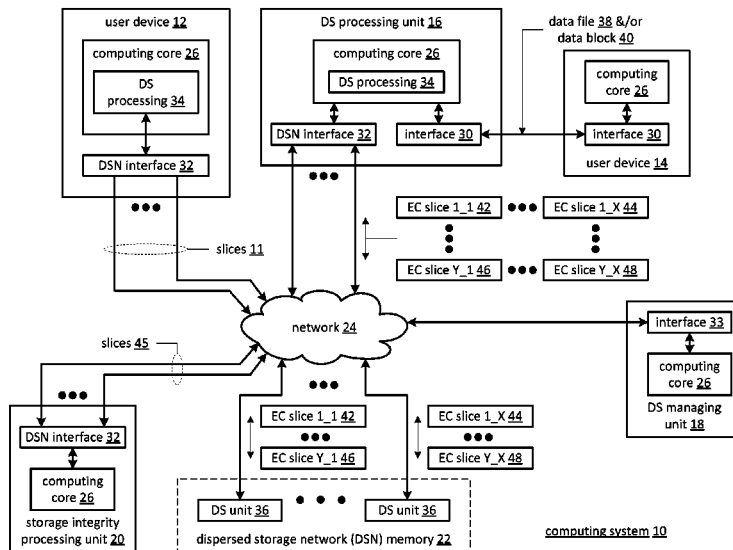 user device 12
computing core 26
DS processing 34
DSN interface 32
DS processing unit 16
computing core 26
DS processing 34
DSN interface 32
interface 30
data file 38 &/or
data block 40
computing core 26
interface 30
user device 14
slices 11
EC slice 1_1 42
EC slice 1_X 44
EC slice Y_1 46
EC slice Y_X 48
network 24
interface 33
computing core 26
DS managing unit 18
slices 45
DSN interface 32
computing core 26
storage integrity
processing unit 20
EC slice 1_1 42
EC slice 1_X 44
EC slice Y_1 46
EC slice Y_X 48
DS unit 36
DS unit 36
dispersed storage network (DSN) memory 22
computing system 10